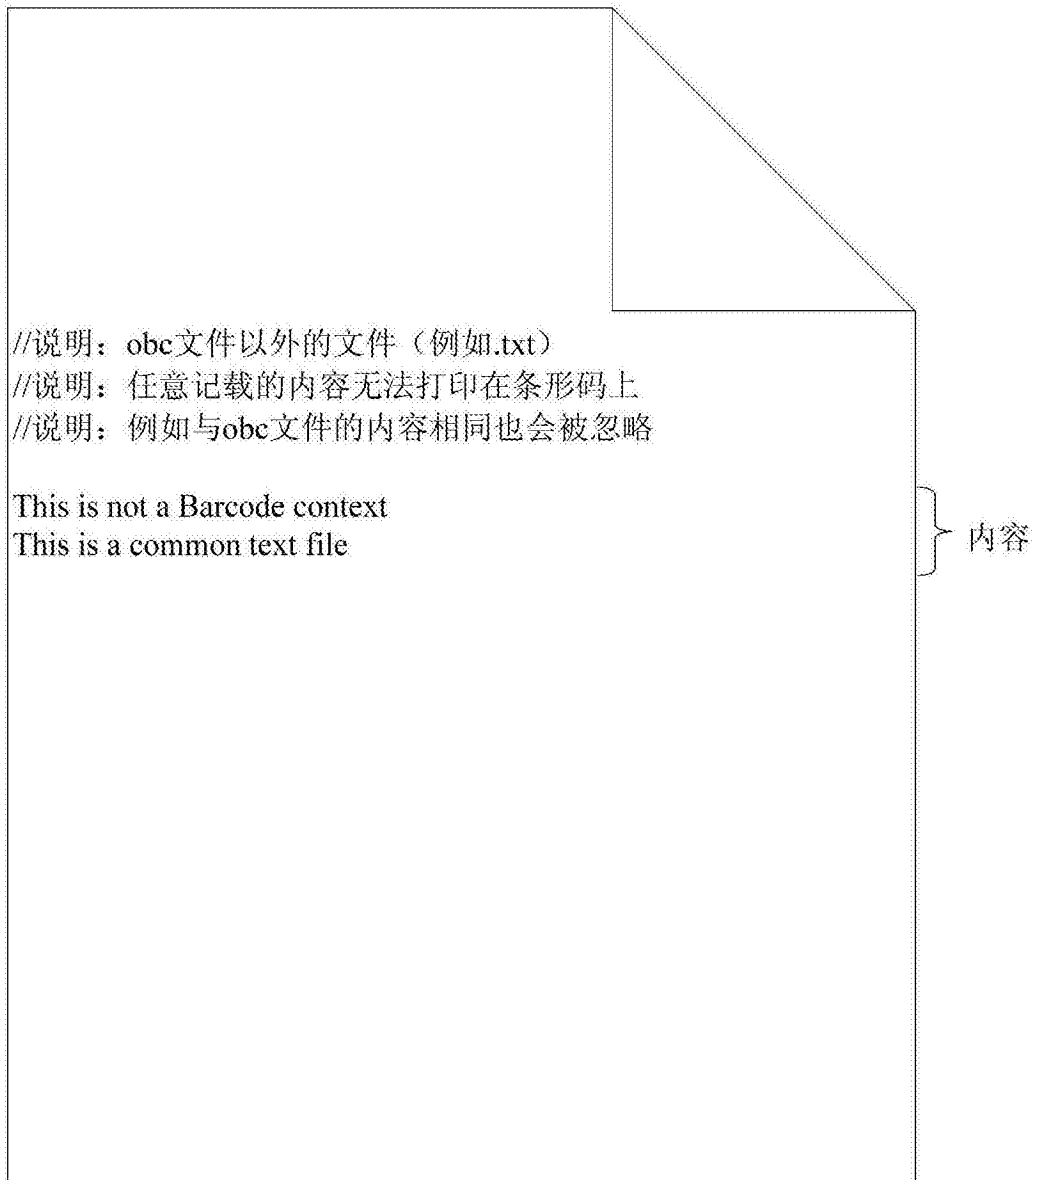 //说明：obc文件以外的文件（例如.txt）
//说明：任意记载的内容无法打印在条形码上
//说明：例如与obc文件的内容相同也会被忽略
This is not a Barcode context
This is a common text file
内容